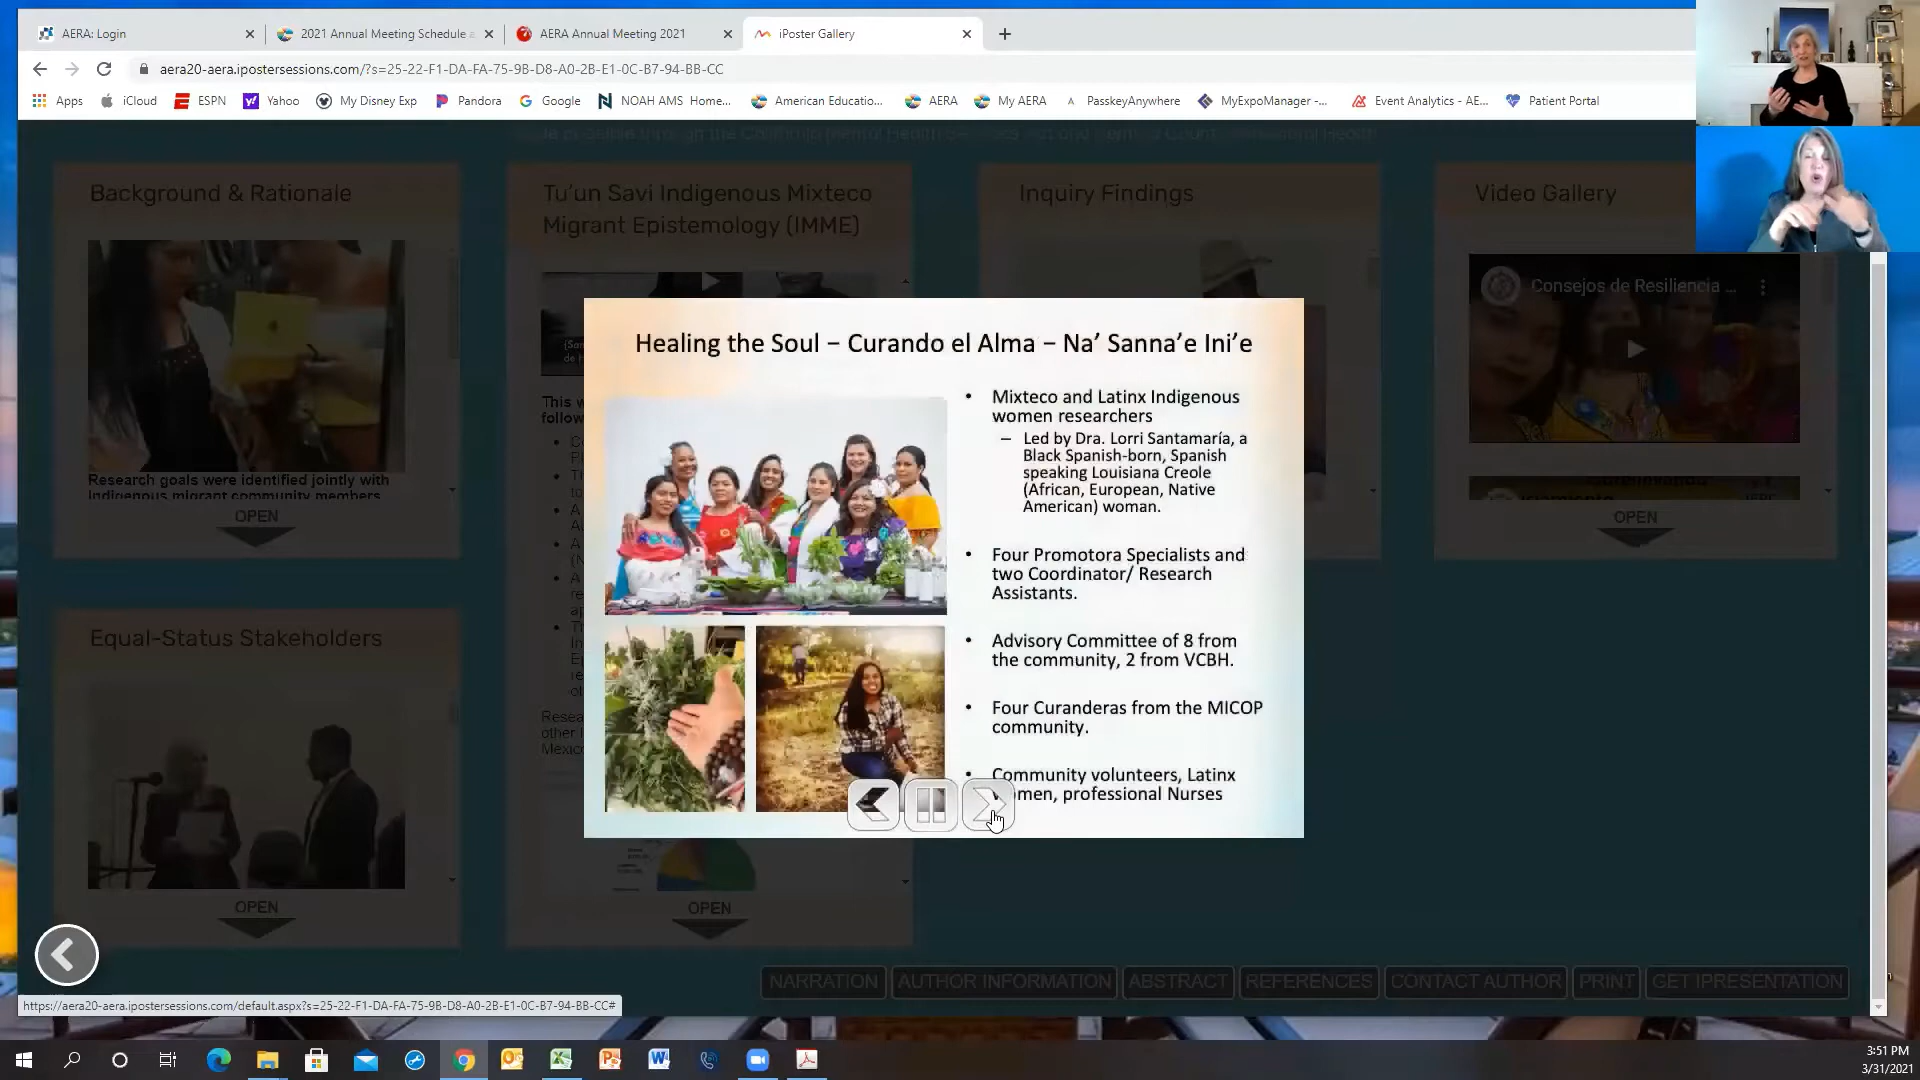 AERA: Login
2021 Annual Meeting Schedule a
AERA Annual Meeting 2021
iPoster Gallery
aera20-aera.ipostersessions.com/?s=25-22-F1-DA-FA-75-9B-D8-A0-2B-E1-0C-B7-94-BB-CC
Apps iCloud ESPN Yahoo My Disney Exp Pandora Google NOAH AMS Home... American Educatio... AERA My AERA PasskeyAnywhere MyExpoManager -... Event Analytics - AE... Patient Portal
Background & Rationale
Research goals were identified jointly with
Indigenous migrant community members
OPEN
Tu'un Savi Indigenous Mixteco
Migrant Epistemology (IMME)
OPEN
Inquiry Findings
Video Gallery
Consejos de Resiliencia ...
OPEN
Equal-Status Stakeholders
OPEN
Healing the Soul – Curando el Alma – Na’ Sanna’e Ini’e
• Mixteco and Latinx Indigenous
women researchers
– Led by Dra. Lorri Santamaría, a
Black Spanish-born, Spanish
speaking Louisiana Creole
(African, European, Native
American) woman.
• Four Promotora Specialists and
two Coordinator/ Research
Assistants.
• Advisory Committee of 8 from
the community, 2 from VCBH.
• Four Curanderas from the MICOP
community.
• Community volunteers, Latinx
women, professional Nurses
NARRATION AUTHOR INFORMATION ABSTRACT REFERENCES CONTACT AUTHOR PRINT GET IPRESENTATION
https://aera20-aera.ipostersessions.com/default.aspx?s=25-22-F1-DA-FA-75-9B-D8-A0-2B-E1-0C-B7-94-BB-CC#
3:51 PM
3/31/2021